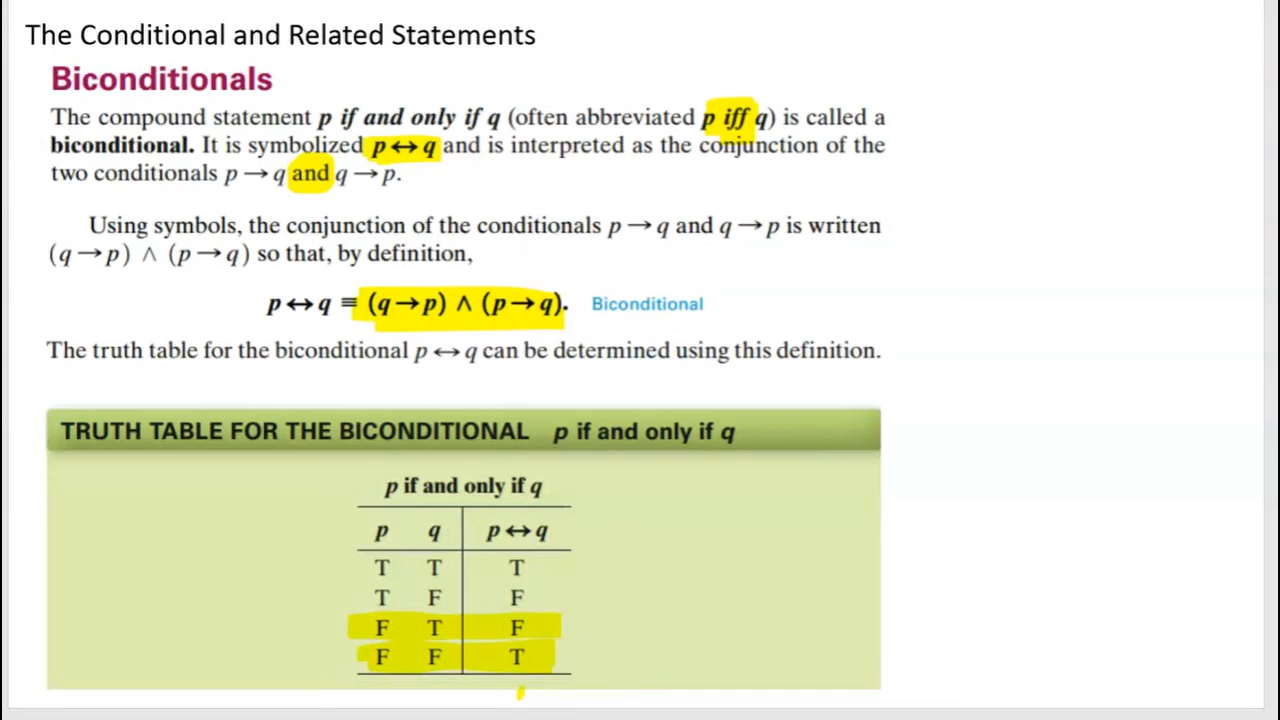 The Conditional and Related Statements
Biconditionals
The compound statement p if and only if q (often abbreviated p iff q) is called a
biconditional. It is symbolized p↔q and is interpreted as the conjunction of the
two conditionals p→q and q→p.
Using symbols, the conjunction of the conditionals p→q and q→p is written
(q→p) ∧ (p→q) so that, by definition,
p↔q ≡ (q→p) ∧ (p→q). Biconditional
The truth table for the biconditional p↔q can be determined using this definition.
TRUTH TABLE FOR THE BICONDITIONAL p if and only if q
p if and only if q
p q p↔q
T T T
T F F
F T F
F F T